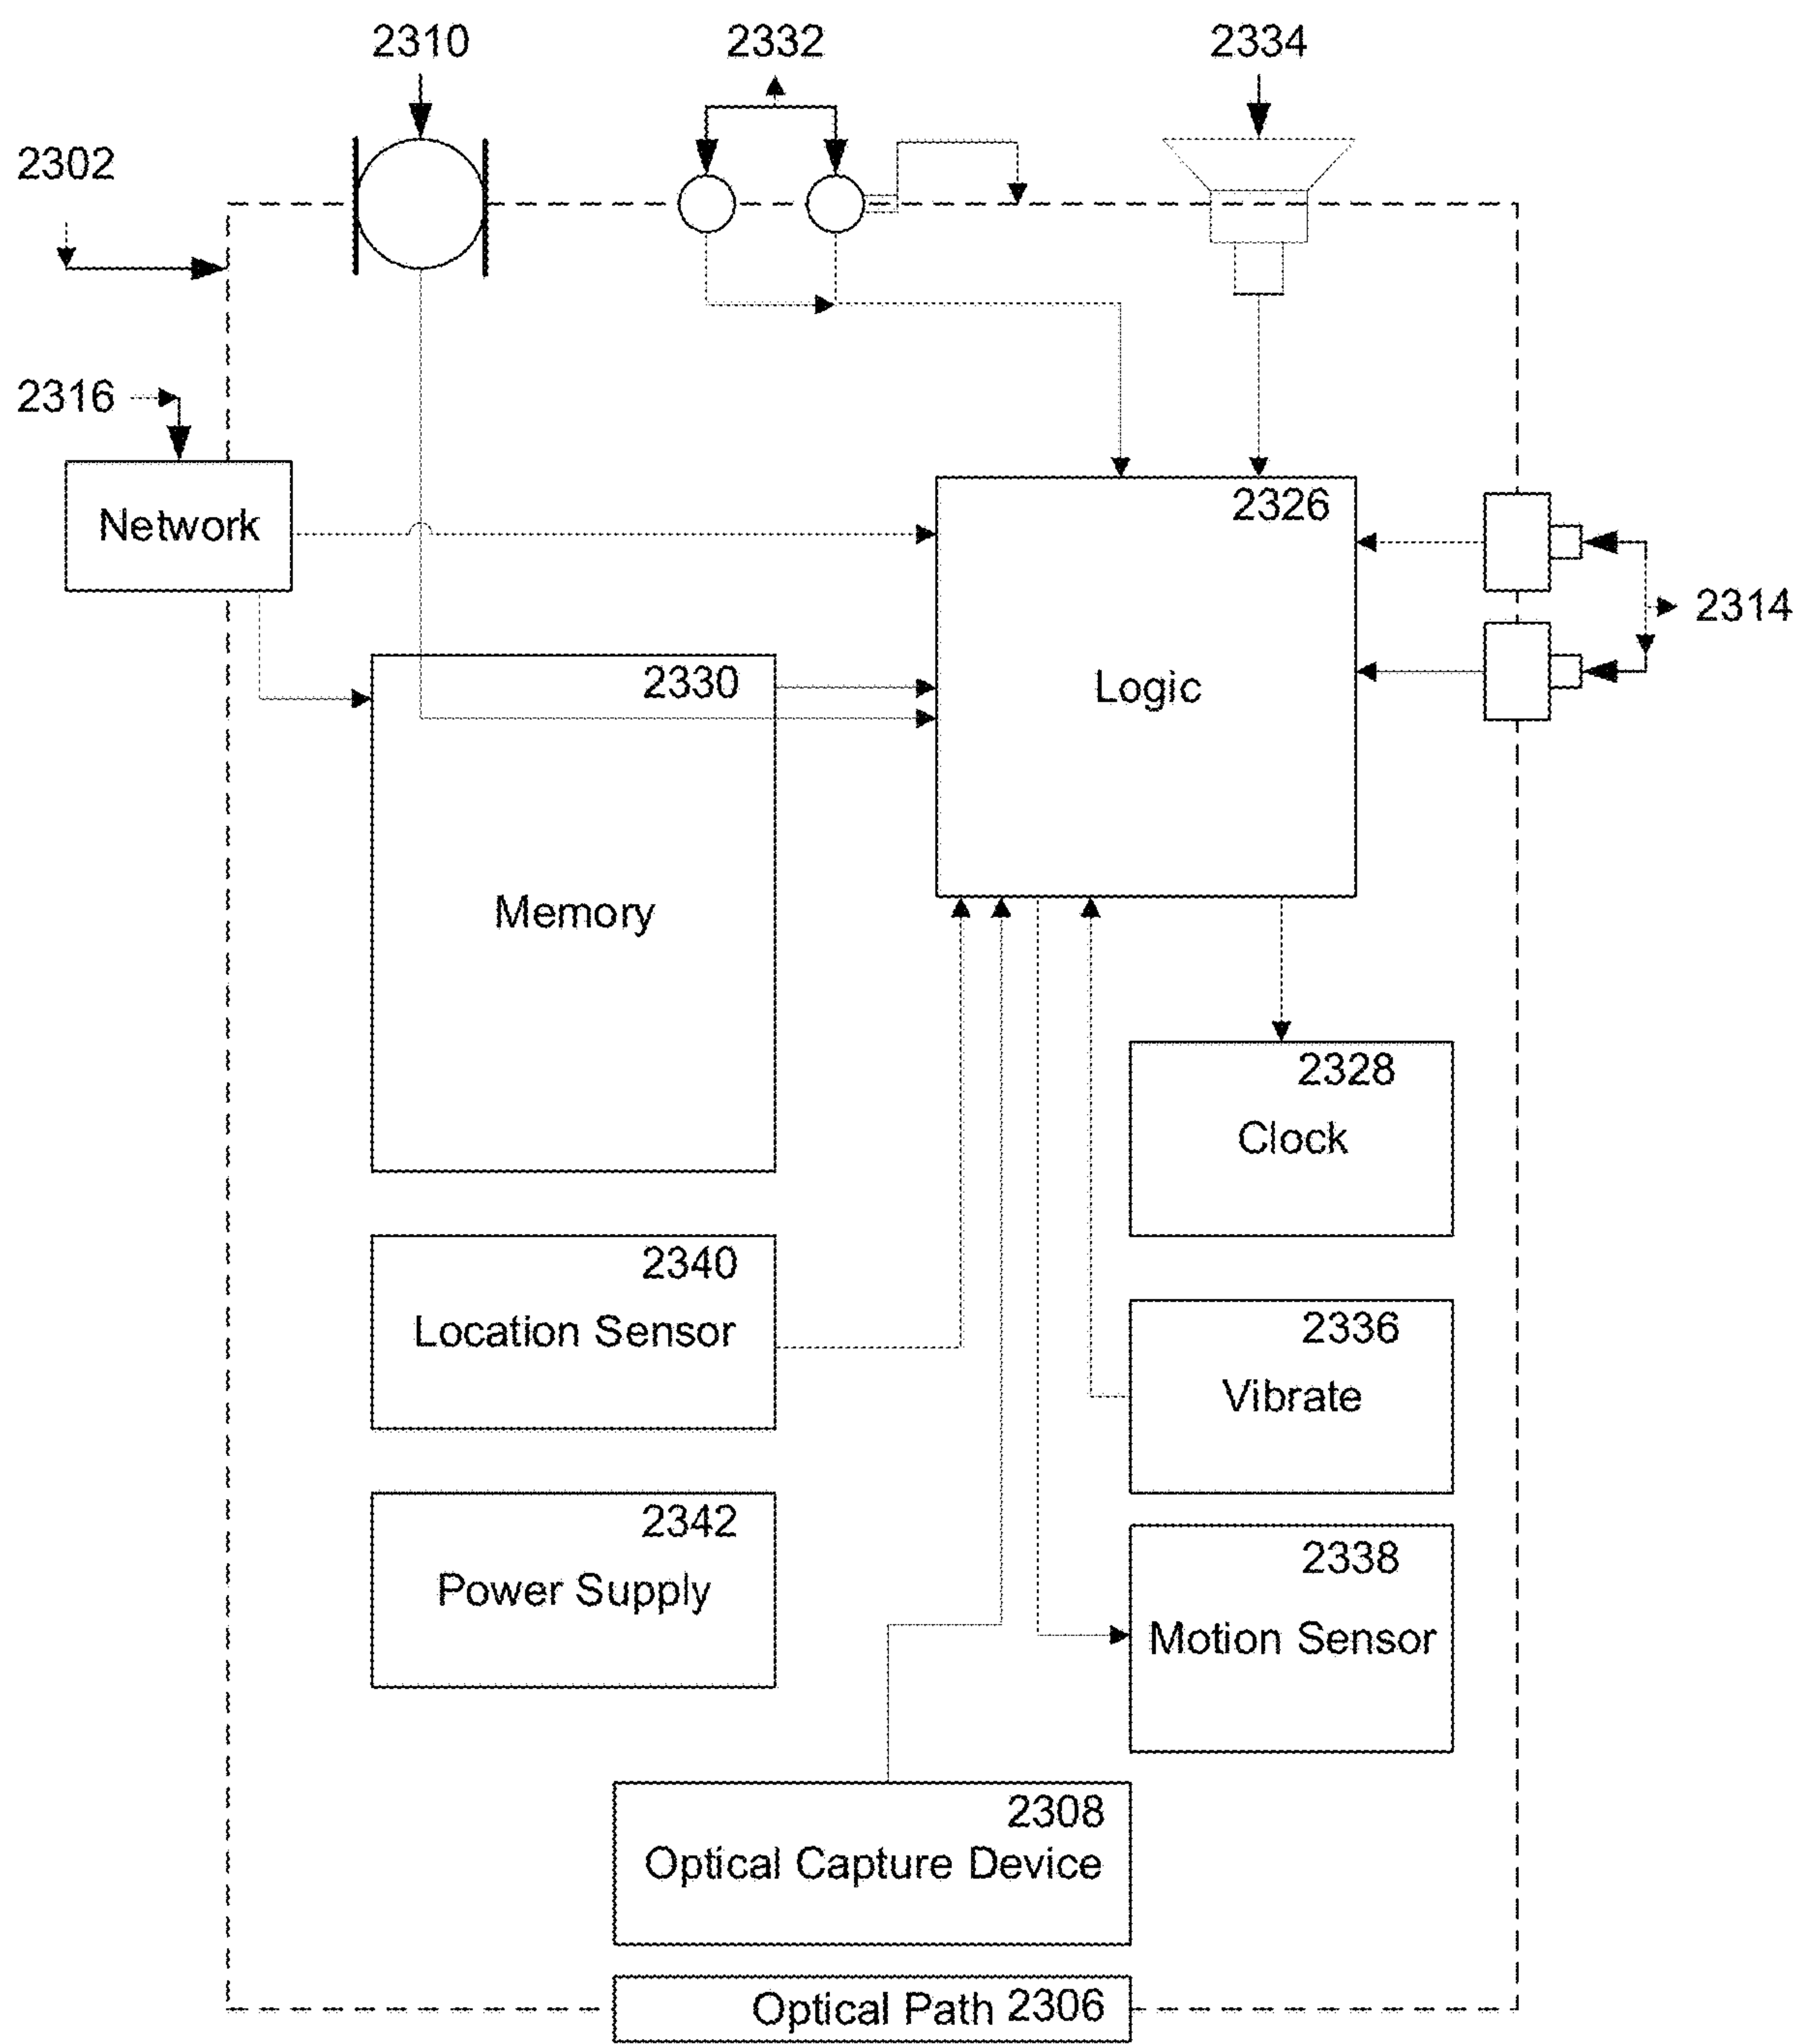 2310
2332
2334
2302
2316
Network
2326
Logic
2314
2330
Memory
2328
Clock
2340
Location Sensor
2336
Vibrate
2342
Power Supply
2338
Motion Sensor
2308
Optical Capture Device
Optical Path 2306